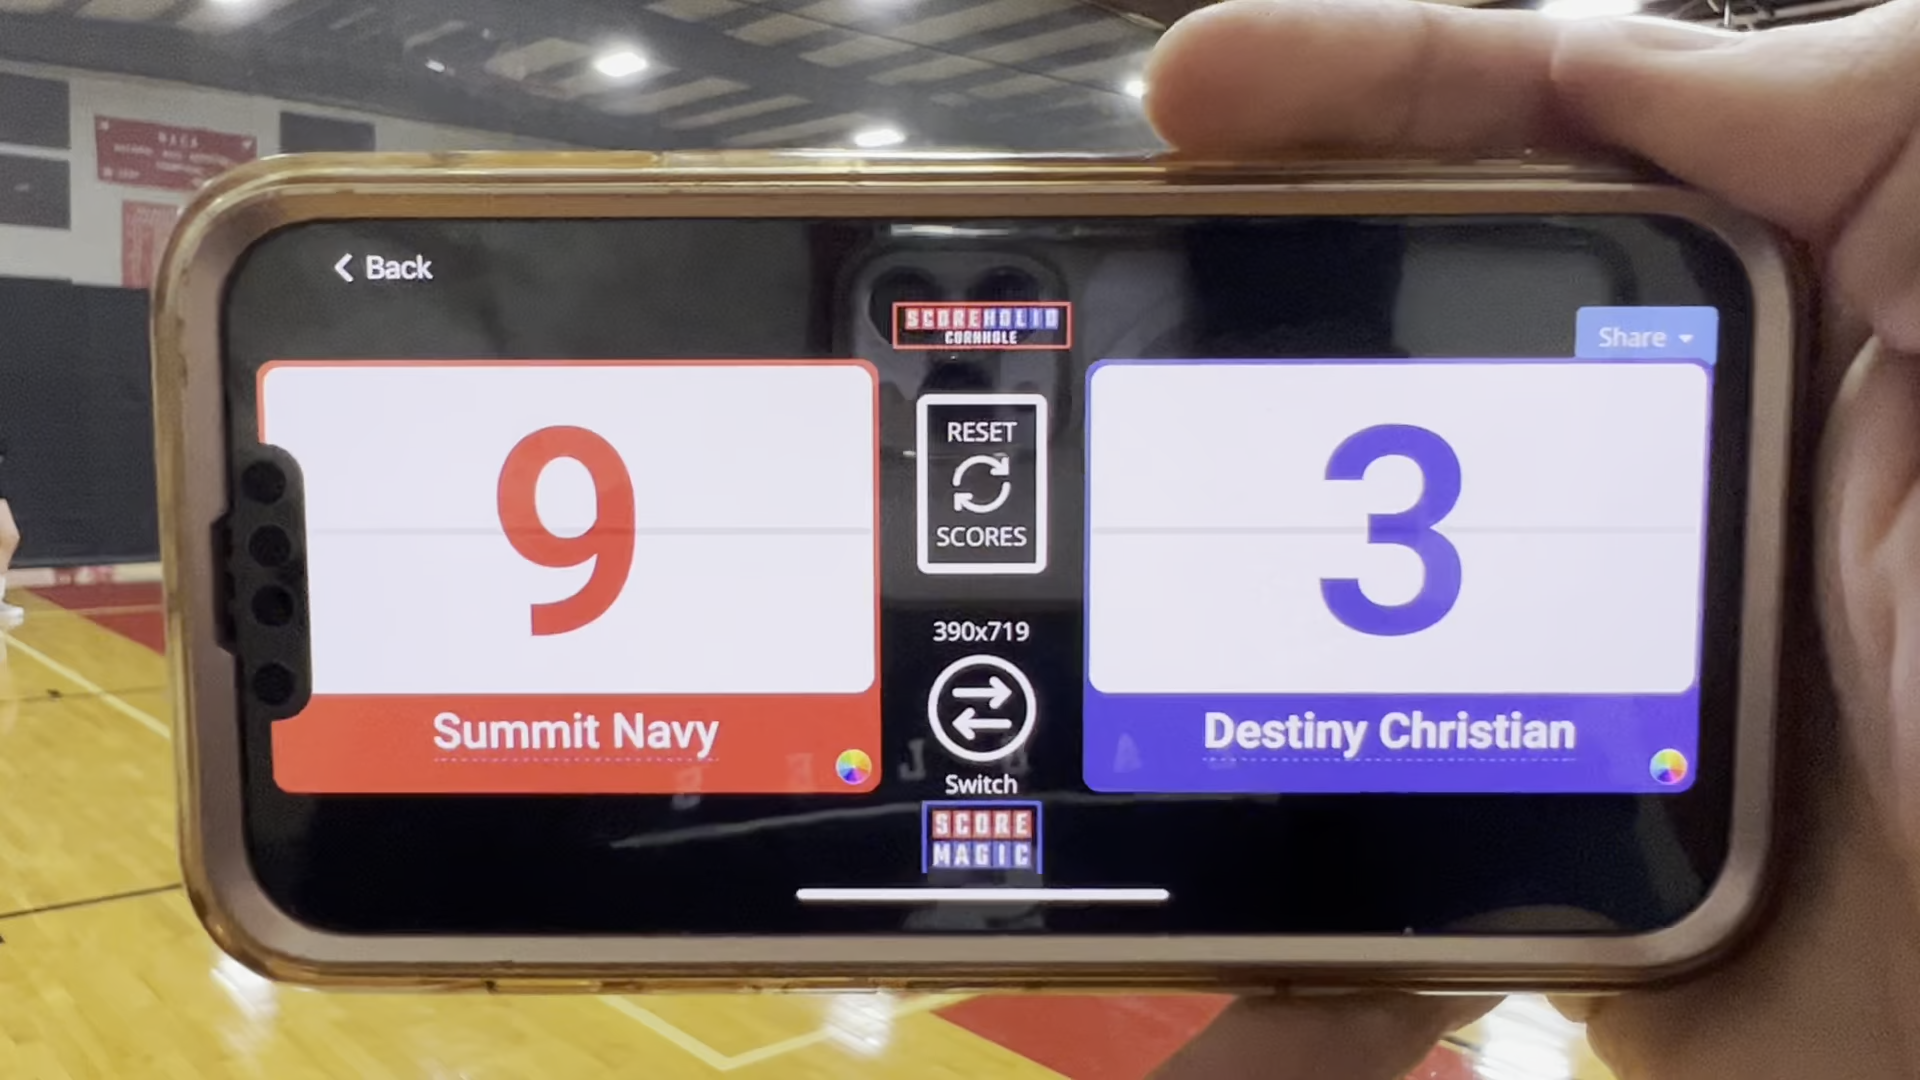 Back
SCOREHOLIO
CORNHOLE
Share
RESET
SCORES
9
3
390x719
Summit Navy
Destiny Christian
Switch
SCORE
MAGIC